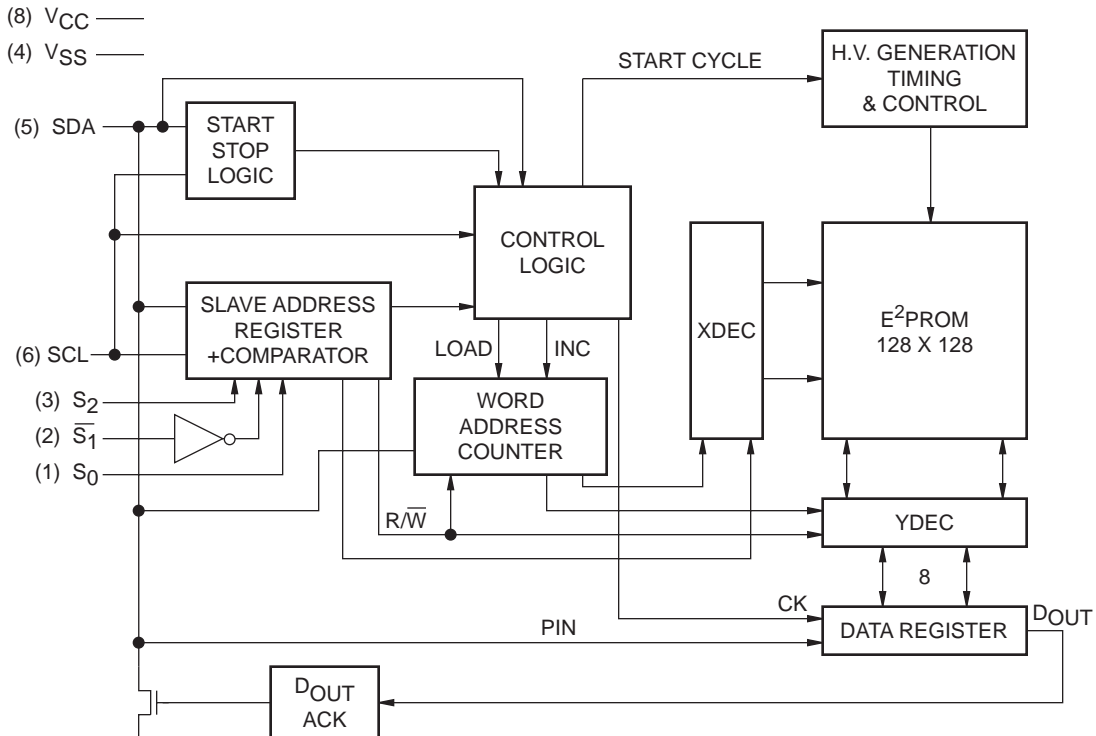 (8) VCC
(4) VSS
START CYCLE
H.V. GENERATION
TIMING
& CONTROL
(5) SDA
START
STOP
LOGIC
CONTROL
LOGIC
SLAVE ADDRESS
REGISTER
+COMPARATOR
XDEC
E²PROM
128 X 128
(6) SCL
LOAD
INC
(3) S2
(2) S̅1̅
(1) S0
WORD
ADDRESS
COUNTER
R/W̅
YDEC
8
CK
PIN
DATA REGISTER
DOUT
DOUT
ACK